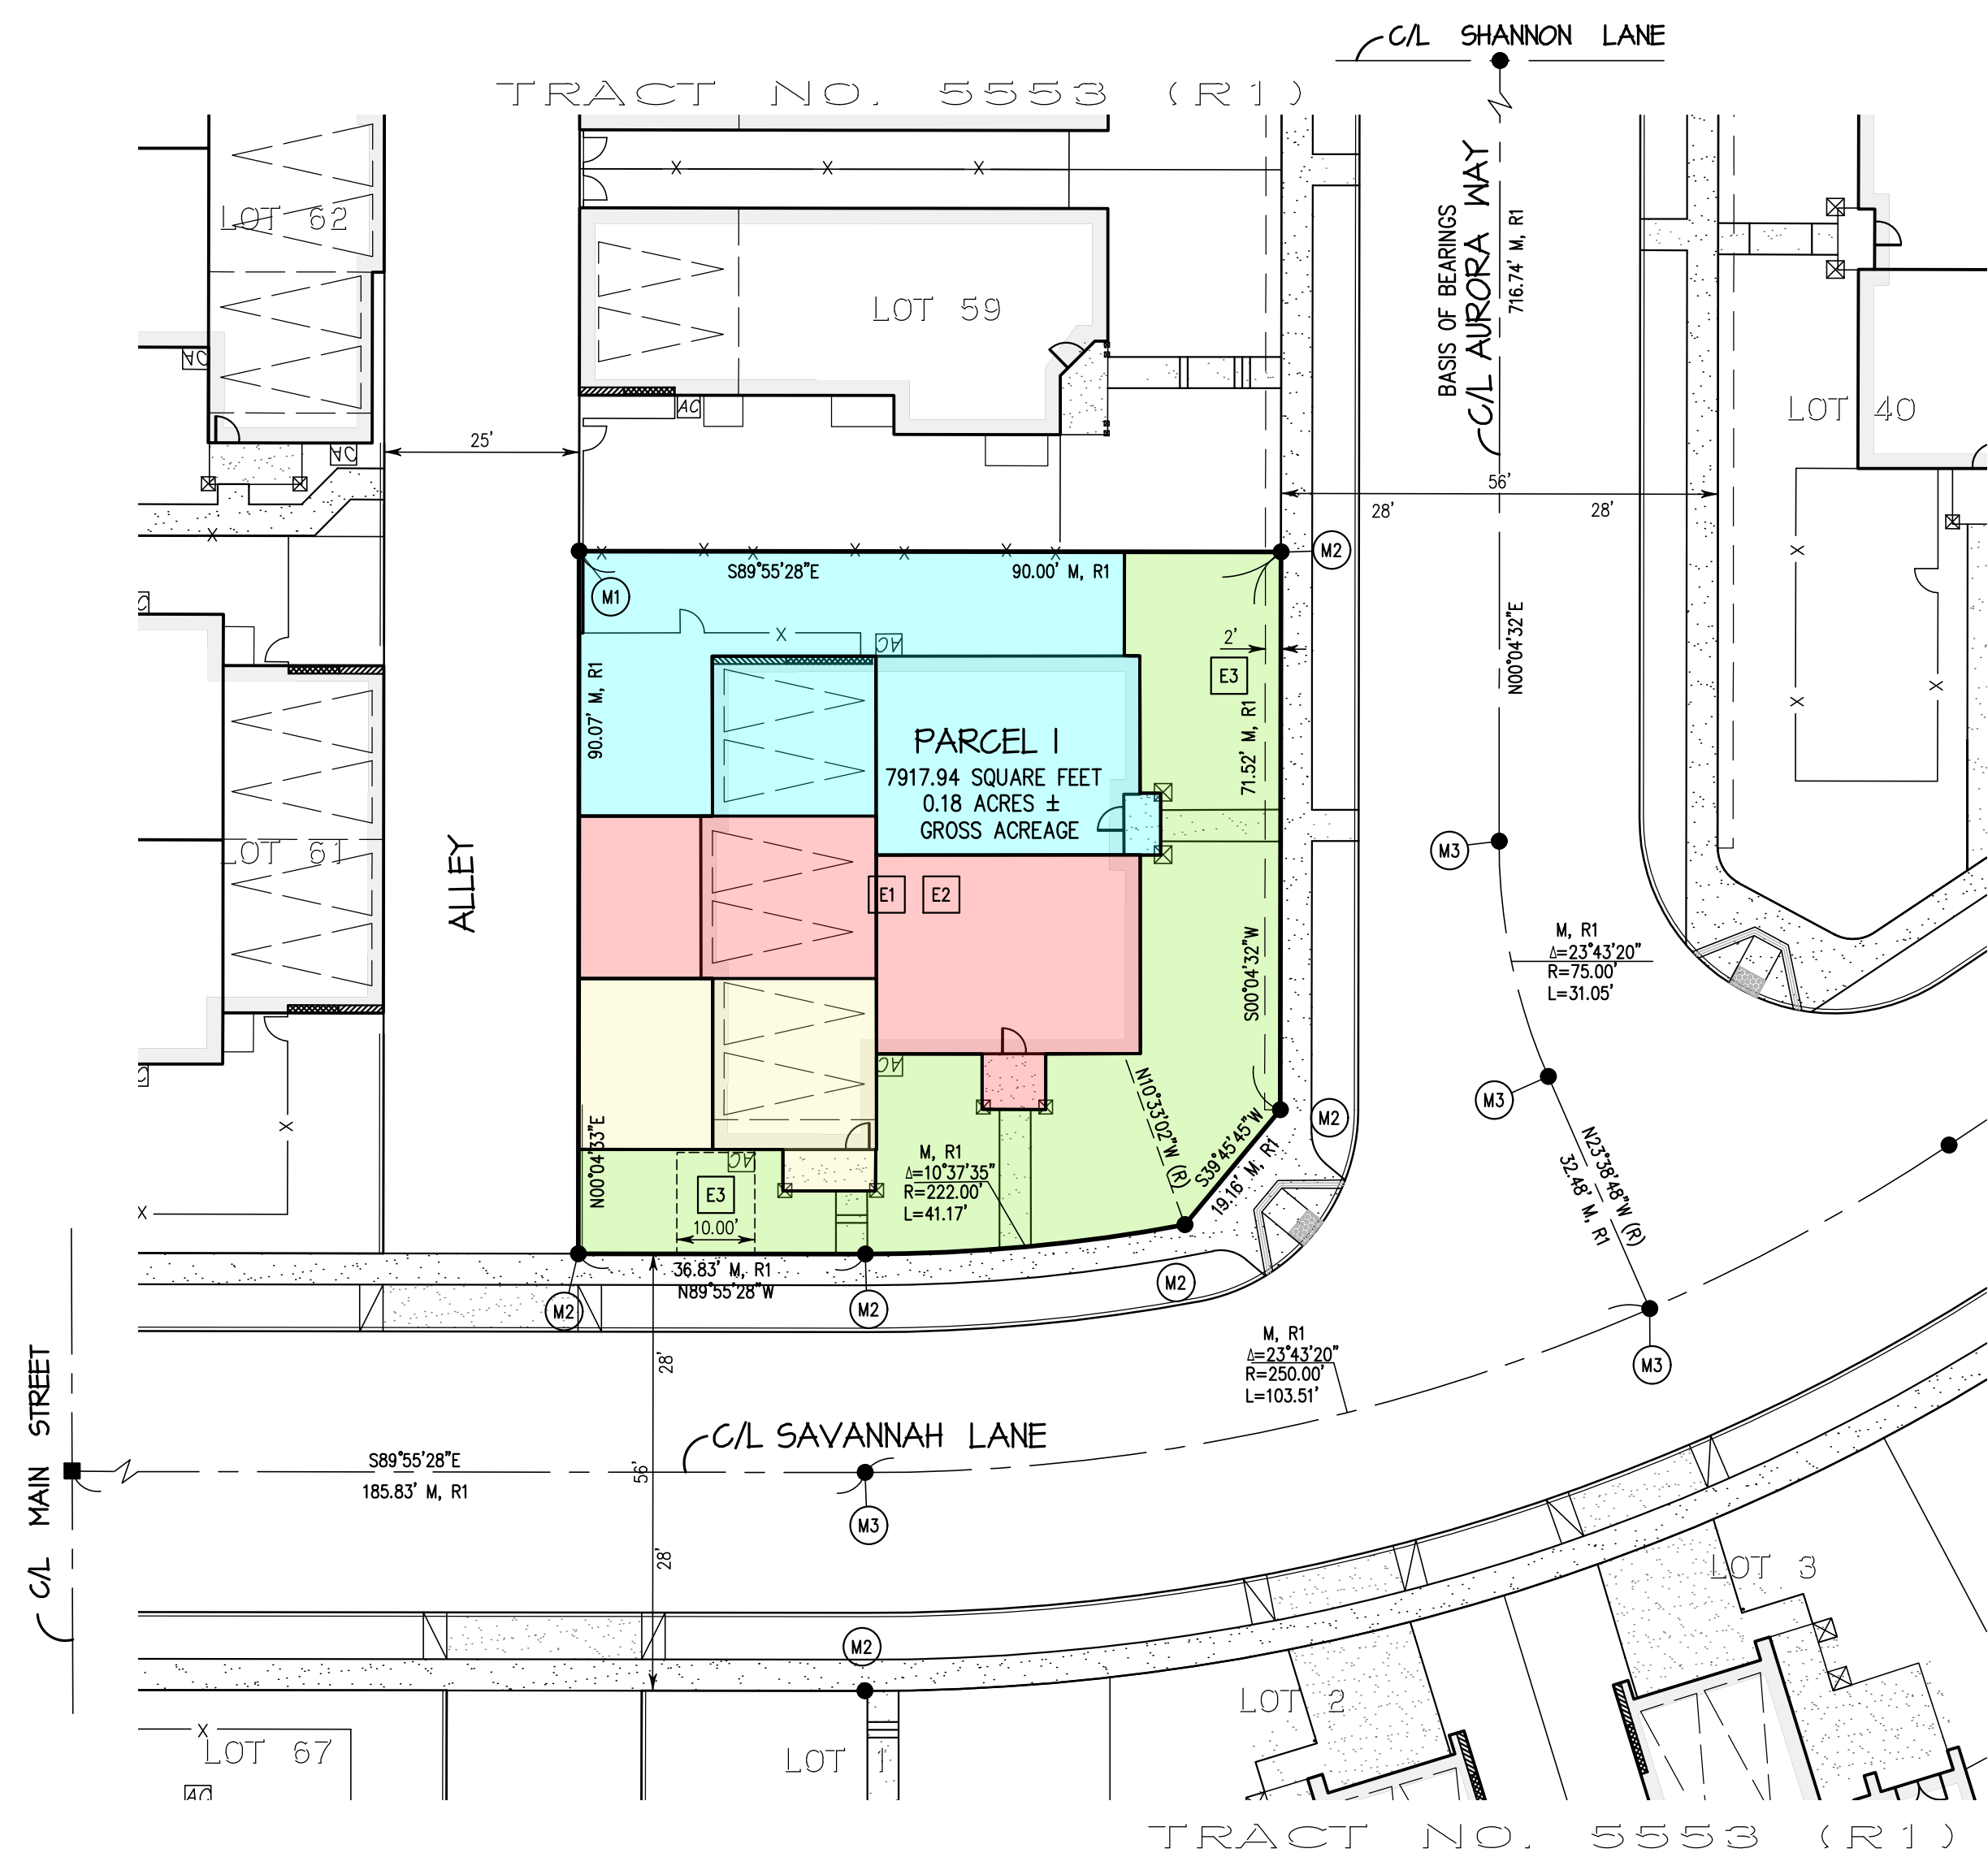 C/L SHANNON LANE
TRACT NO. 5553 (R1)
LOT 62
AC
AC
LOT 59
AC
25'
BASIS OF BEARINGS
C/L AURORA WAY
716.74' M, R1
LOT 40
56'
28'
28'
M2
S89°55'28"E
90.00' M, R1
M1
AC
2'
E3
N00°04'32"E
90.07' M, R1
71.52' M, R1
PARCEL 1
7917.94 SQUARE FEET
0.18 ACRES ±
GROSS ACREAGE
LOT 61
ALLEY
M3
E1
E2
M, R1
Δ=23°43'20"
R=75.00'
L=31.05'
S00°04'32"W
AC
N10°33'02"W (R)
M3
M2
N00°04'33"E
AC
E3
10.00'
M, R1
Δ=10°37'35"
R=222.00'
L=41.17'
S39°45'45"W
19.16' M, R1
N23°38'48"W (R)
32.48' M, R1
36.83' M, R1
N89°55'28"W
M2
M2
M2
28'
M, R1
Δ=23°43'20"
R=250.00'
L=103.51'
M3
C/L MAIN STREET
C/L SAVANNAH LANE
S89°55'28"E
185.83' M, R1
56'
M3
28'
LOT 3
M2
LOT 2
LOT 67
LOT 1
AC
TRACT NO. 5553 (R1)